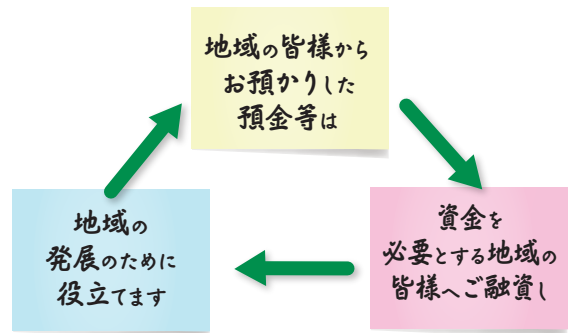 地域の皆様から
お預かりした
預金等は
資金を
必要とする地域の
皆様へご融資し
地域の
発展のために
役立てます